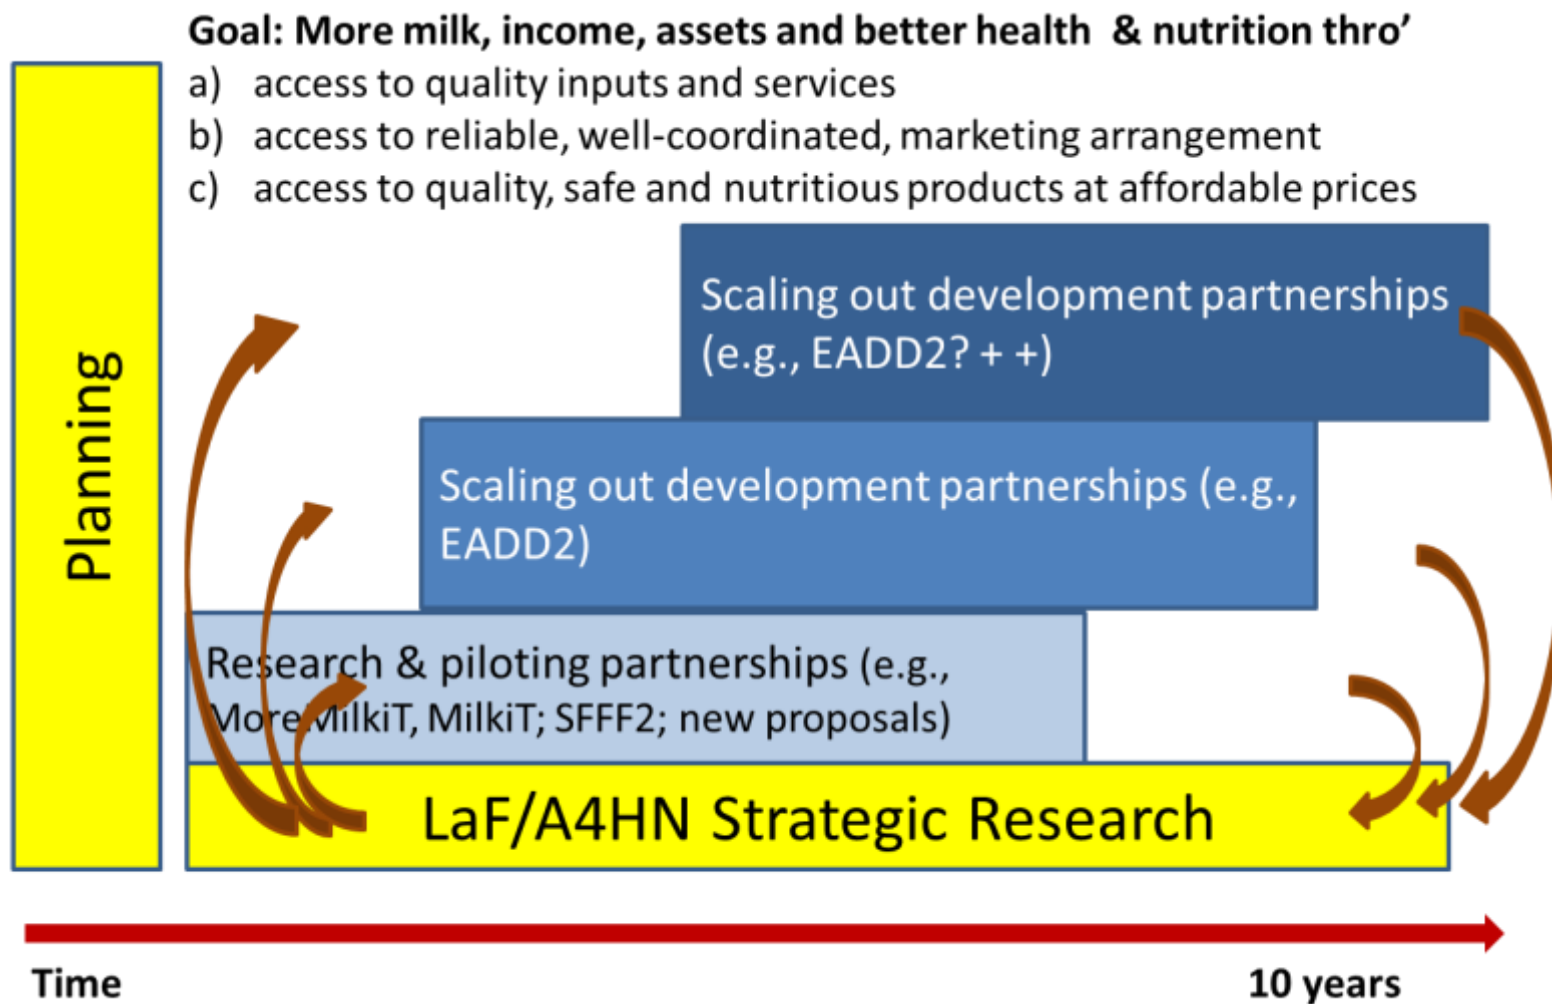 Goal: More milk, income, assets and better health & nutrition thro’
a) access to quality inputs and services
b) access to reliable, well-coordinated, marketing arrangement
c) access to quality, safe and nutritious products at affordable prices
Planning
Scaling out development partnerships
(e.g., EADD2? + +)
Scaling out development partnerships (e.g.,
EADD2)
Research & piloting partnerships (e.g.,
MoreMilkiT, MilkiT; SFFF2; new proposals)
LaF/A4HN Strategic Research
Time
10 years